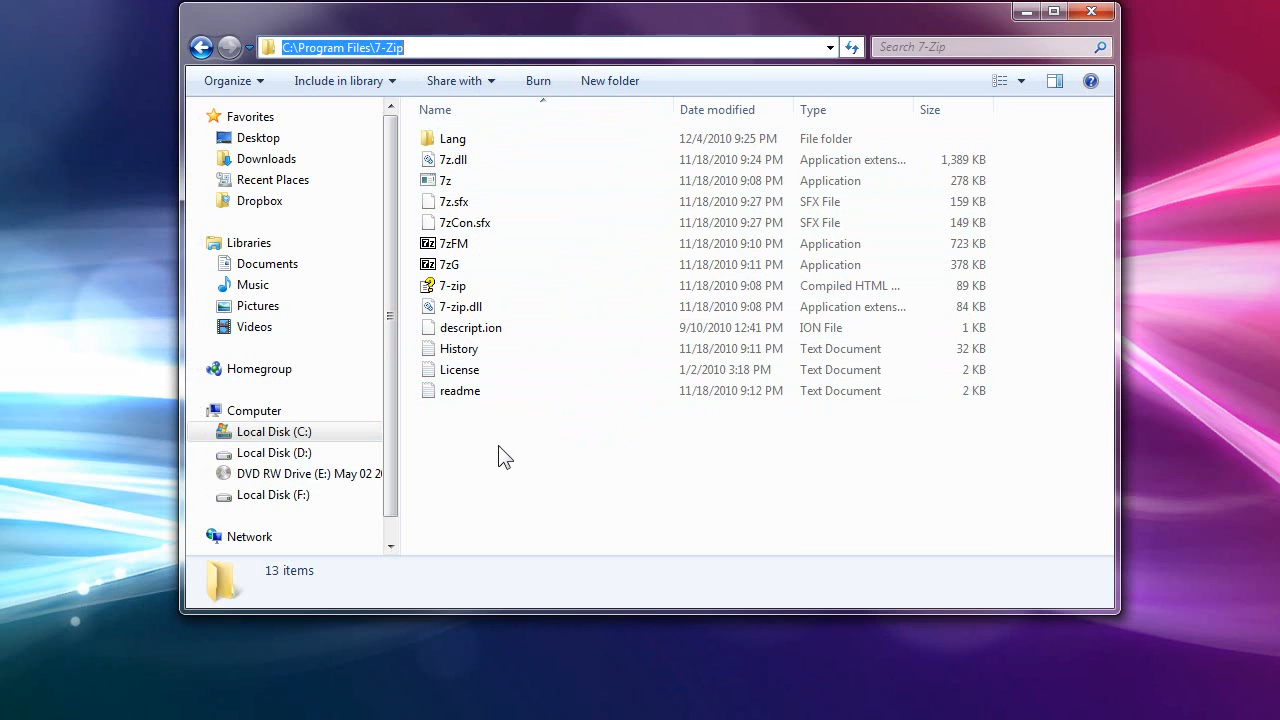 C:\Program Files\7-Zip
Search 7-Zip
Organize Include in library Share with Burn New folder
Favorites
Desktop
Downloads
Recent Places
Dropbox
Libraries
Documents
Music
Pictures
Videos
Homegroup
Computer
Local Disk (C:)
Local Disk (D:)
DVD RW Drive (E:) May 02 2
Local Disk (F:)
Network
Name Date modified Type Size
Lang 12/4/2010 9:25 PM File folder
7z.dll 11/18/2010 9:24 PM Application extens... 1,389 KB
7z 11/18/2010 9:08 PM Application 278 KB
7z.sfx 11/18/2010 9:27 PM SFX File 159 KB
7zCon.sfx 11/18/2010 9:27 PM SFX File 149 KB
7zFM 11/18/2010 9:10 PM Application 723 KB
7zG 11/18/2010 9:11 PM Application 378 KB
7-zip 11/18/2010 9:08 PM Compiled HTML ... 89 KB
7-zip.dll 11/18/2010 9:08 PM Application extens... 84 KB
descript.ion 9/10/2010 12:41 PM ION File 1 KB
History 11/18/2010 9:11 PM Text Document 32 KB
License 1/2/2010 3:18 PM Text Document 2 KB
readme 11/18/2010 9:12 PM Text Document 2 KB
13 items